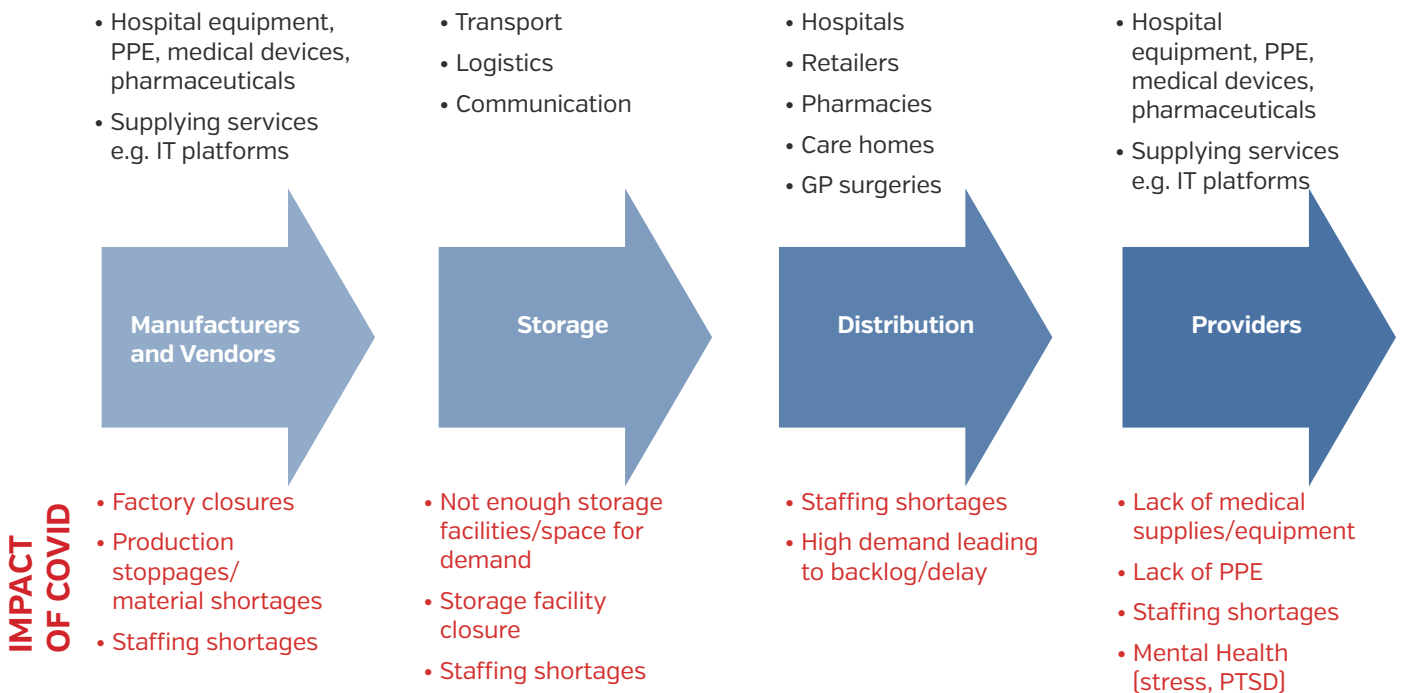 • Hospital equipment,
PPE, medical devices,
pharmaceuticals
• Supplying services
e.g. IT platforms
• Transport
• Logistics
• Communication
• Hospitals
• Retailers
• Pharmacies
• Care homes
• GP surgeries
• Hospital
equipment, PPE,
medical devices,
pharmaceuticals
• Supplying services
e.g. IT platforms
Manufacturers
and Vendors
Storage
Distribution
Providers
IMPACT
OF COVID
• Factory closures
• Production
stoppages/
material shortages
• Staffing shortages
• Not enough storage
facilities/space for
demand
• Storage facility
closure
• Staffing shortages
• Staffing shortages
• High demand leading
to backlog/delay
• Lack of medical
supplies/equipment
• Lack of PPE
• Staffing shortages
• Mental Health
(stress, PTSD)